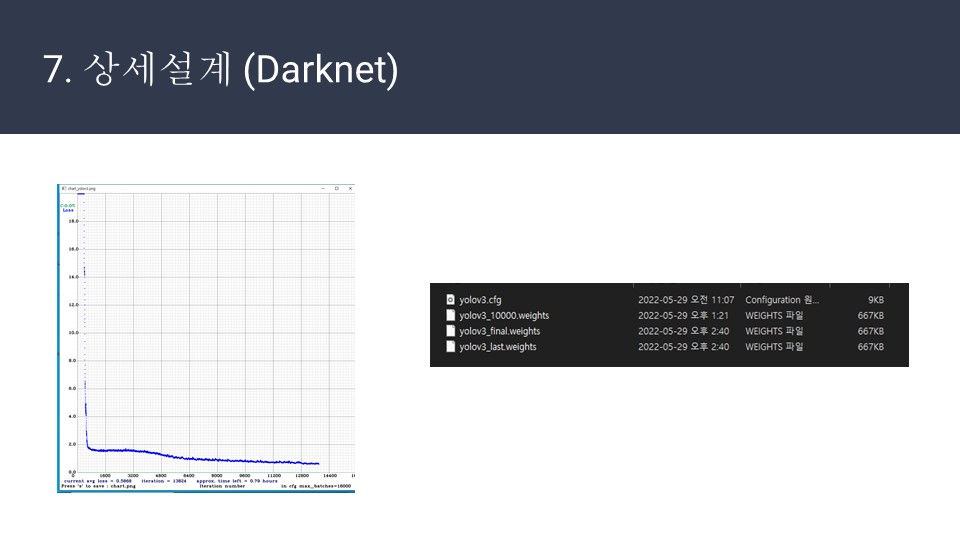 7. 상세설계 (Darknet)
chart_yolov3.png
Loss
18.0
16.0
14.0
12.0
10.0
8.0
6.0
4.0
2.0
0.0
0 1600 3200 4800 6400 8000 9600 11200 12800 14400
current avg loss = 0.5868 iteration = 13824 approx. time left = 0.79 hours
Press 's' to save : chart.png iteration number in cfg max_batches=16000
yolov3.cfg 2022-05-29 오전 11:07 Configuration 원... 9KB
yolov3_10000.weights 2022-05-29 오후 1:21 WEIGHTS 파일 667KB
yolov3_final.weights 2022-05-29 오후 2:40 WEIGHTS 파일 667KB
yolov3_last.weights 2022-05-29 오후 2:40 WEIGHTS 파일 667KB